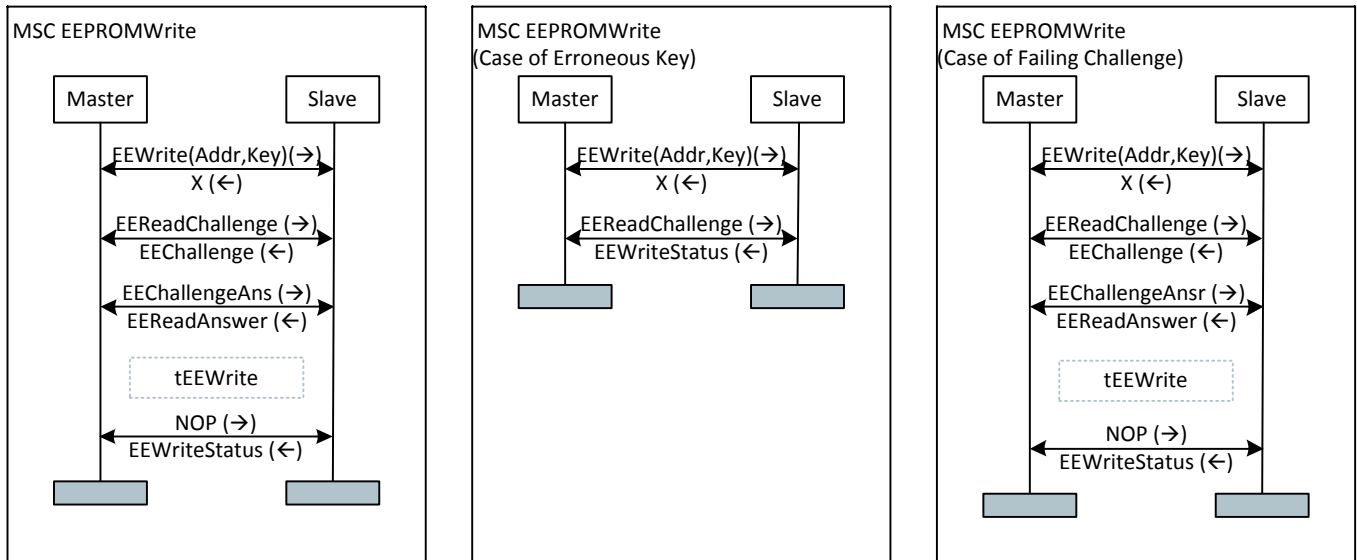 MSC EEPROMWrite
Master
Slave
EEWrite(Addr,Key)(→)
X (←)
EEReadChallenge (→)
EEChallenge (←)
EEChallengeAns (→)
EEReadAnswer (←)
tEEWrite
NOP (→)
EEWriteStatus (←)
MSC EEPROMWrite
(Case of Erroneous Key)
Master
Slave
EEWrite(Addr,Key)(→)
X (←)
EEReadChallenge (→)
EEWriteStatus (←)
MSC EEPROMWrite
(Case of Failing Challenge)
Master
Slave
EEWrite(Addr,Key)(→)
X (←)
EEReadChallenge (→)
EEChallenge (←)
EEChallengeAnsr (→)
EEReadAnswer (←)
tEEWrite
NOP (→)
EEWriteStatus (←)